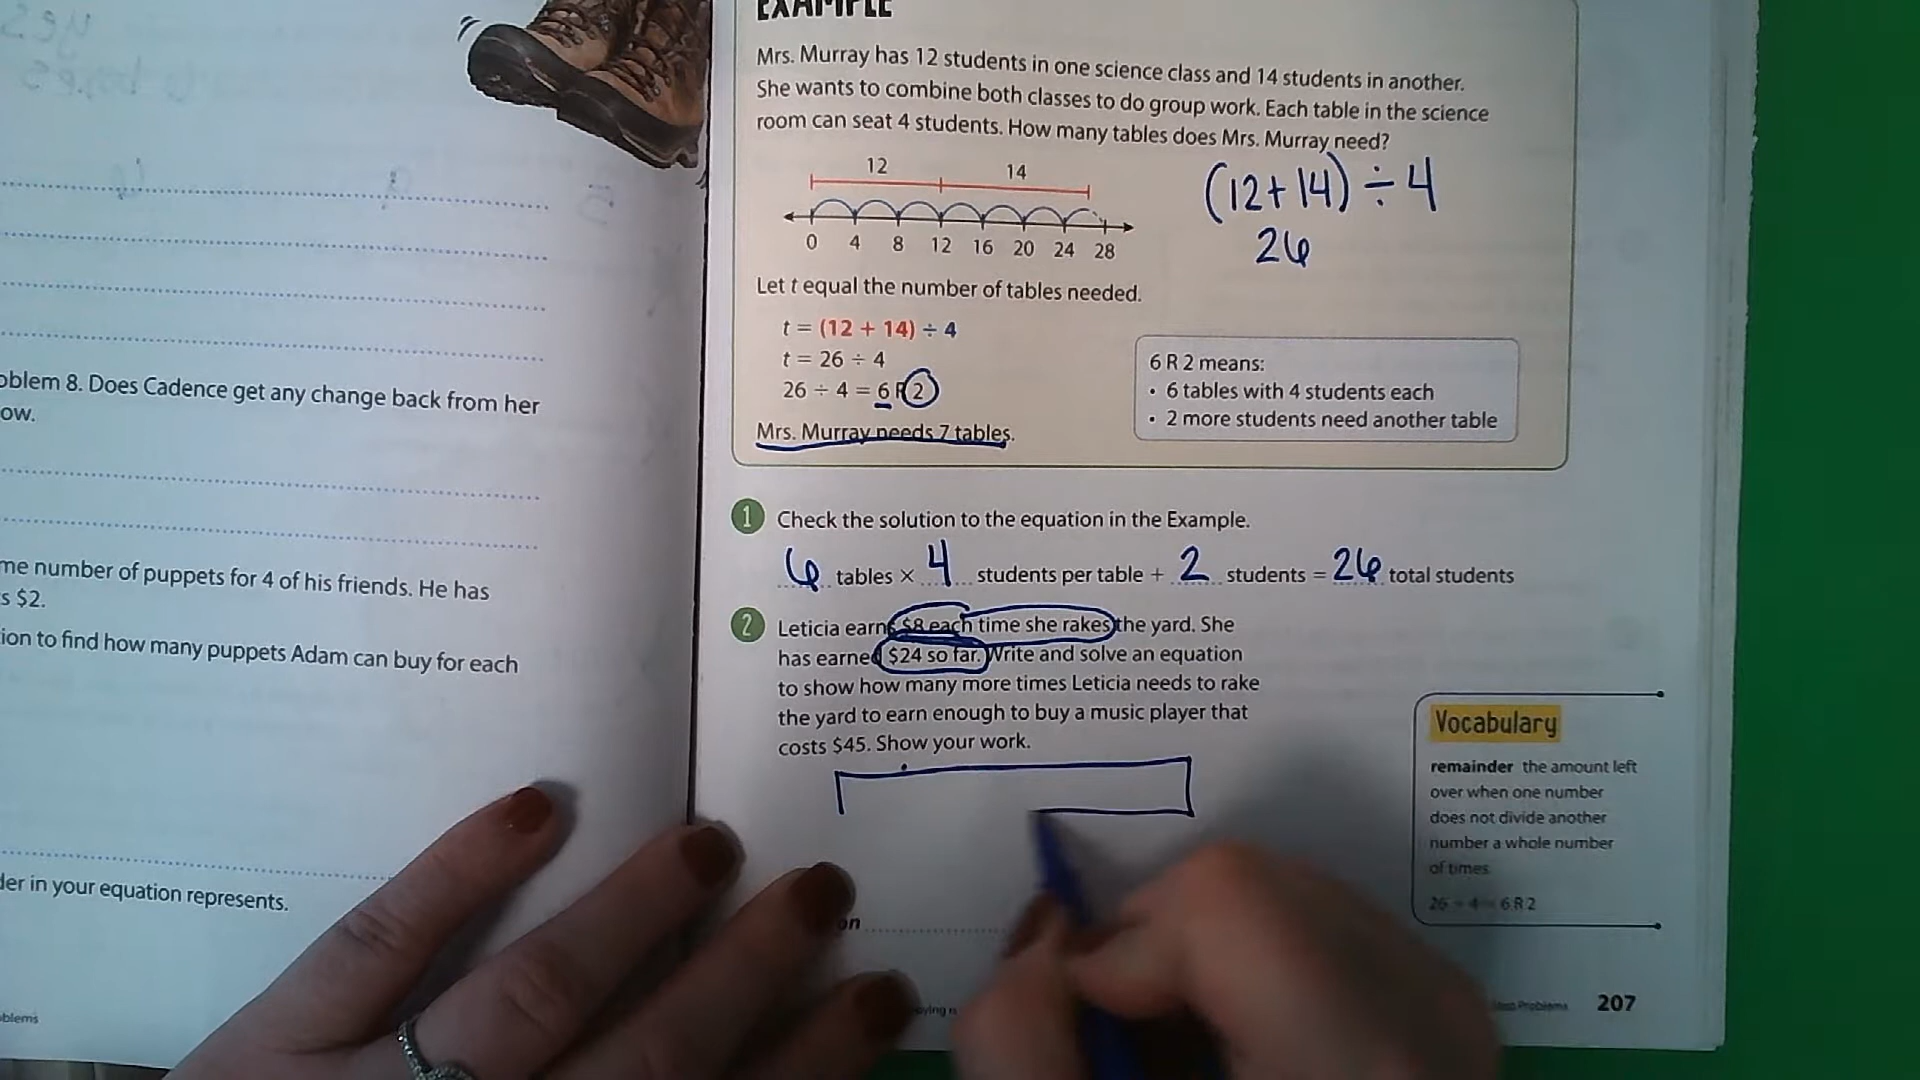 oblem 8. Does Cadence get any change back from her
ow.
me number of puppets for 4 of his friends. He has
s $2.
ion to find how many puppets Adam can buy for each
der in your equation represents.
blems
EXAMPLE
Mrs. Murray has 12 students in one science class and 14 students in another.
She wants to combine both classes to do group work. Each table in the science
room can seat 4 students. How many tables does Mrs. Murray need?
12 14
0 4 8 12 16 20 24 28
(12+14) ÷ 4
26
Let t equal the number of tables needed.
t = (12 + 14) ÷ 4
t = 26 ÷ 4
26 ÷ 4 = 6 R 2
Mrs. Murray needs 7 tables.
6 R 2 means:
• 6 tables with 4 students each
• 2 more students need another table
1 Check the solution to the equation in the Example.
6 tables × 4 students per table + 2 students = 26 total students
2 Leticia earns $8 each time she rakes the yard. She
has earned $24 so far. Write and solve an equation
to show how many more times Leticia needs to rake
the yard to earn enough to buy a music player that
costs $45. Show your work.
on
Vocabulary
remainder the amount left
over when one number
does not divide another
number a whole number
of times
26 ÷ 4 = 6 R 2
Problems 207